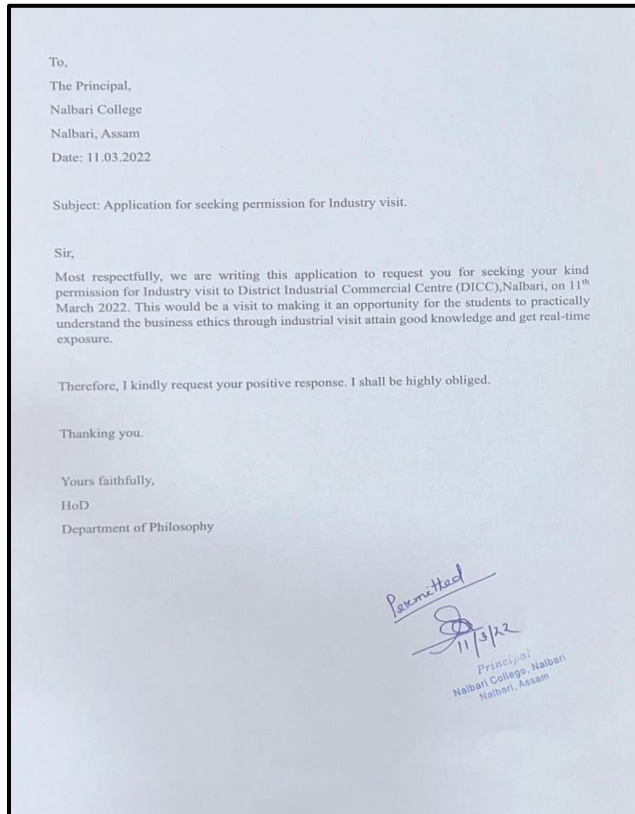 To,
The Principal,
Nalbari College
Nalbari, Assam
Date: 11.03.2022
Subject: Application for seeking permission for Industry visit.
Sir,
Most respectfully, we are writing this application to request you for seeking your kind
permission for Industry visit to District Industrial Commercial Centre (DICC),Nalbari, on 11th
March 2022. This would be a visit to making it an opportunity for the students to practically
understand the business ethics through industrial visit attain good knowledge and get real-time
exposure.
Therefore, I kindly request your positive response. I shall be highly obliged.
Thanking you.
Yours faithfully,
HoD
Department of Philosophy
Permitted
11/3/22
Principal
Nalbari College, Nalbari
Nalbari, Assam